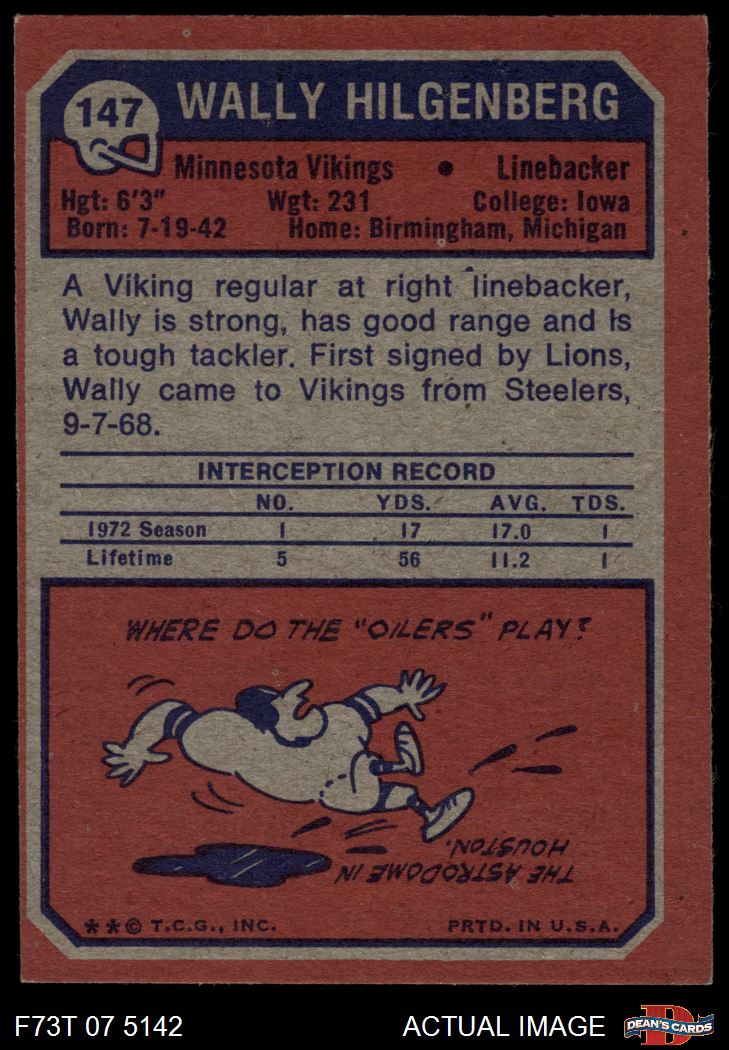 147
WALLY HILGENBERG
Minnesota Vikings • Linebacker
Hgt: 6'3" Wgt: 231 College: Iowa
Born: 7-19-42 Home: Birmingham, Michigan
A Viking regular at right linebacker,
Wally is strong, has good range and is
a tough tackler. First signed by Lions,
Wally came to Vikings from Steelers,
9-7-68.
INTERCEPTION RECORD
NO. YDS. AVG. TDS.
1972 Season 1 17 17.0 1
Lifetime 5 56 11.2 1
WHERE DO THE "OILERS" PLAY?
THE ASTRODOME IN
HOUSTON.
**© T.C.G., INC. PRTD. IN U.S.A.
F73T 07 5142 ACTUAL IMAGE
D
DEAN'S CARDS